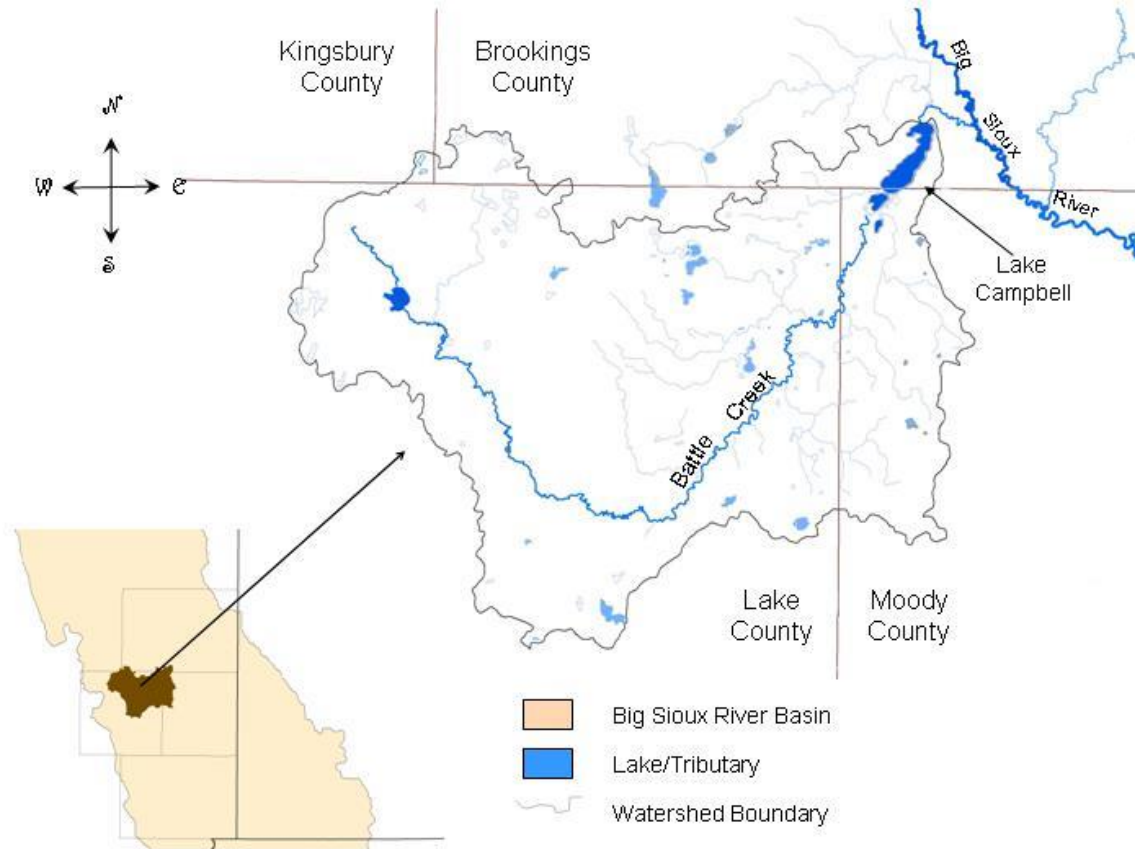 Kingsbury
County
Brookings
County
Big
Sioux
River
N
W
E
S
Lake
Campbell
Battle
Creek
Lake
County
Moody
County
Big Sioux River Basin
Lake/Tributary
Watershed Boundary